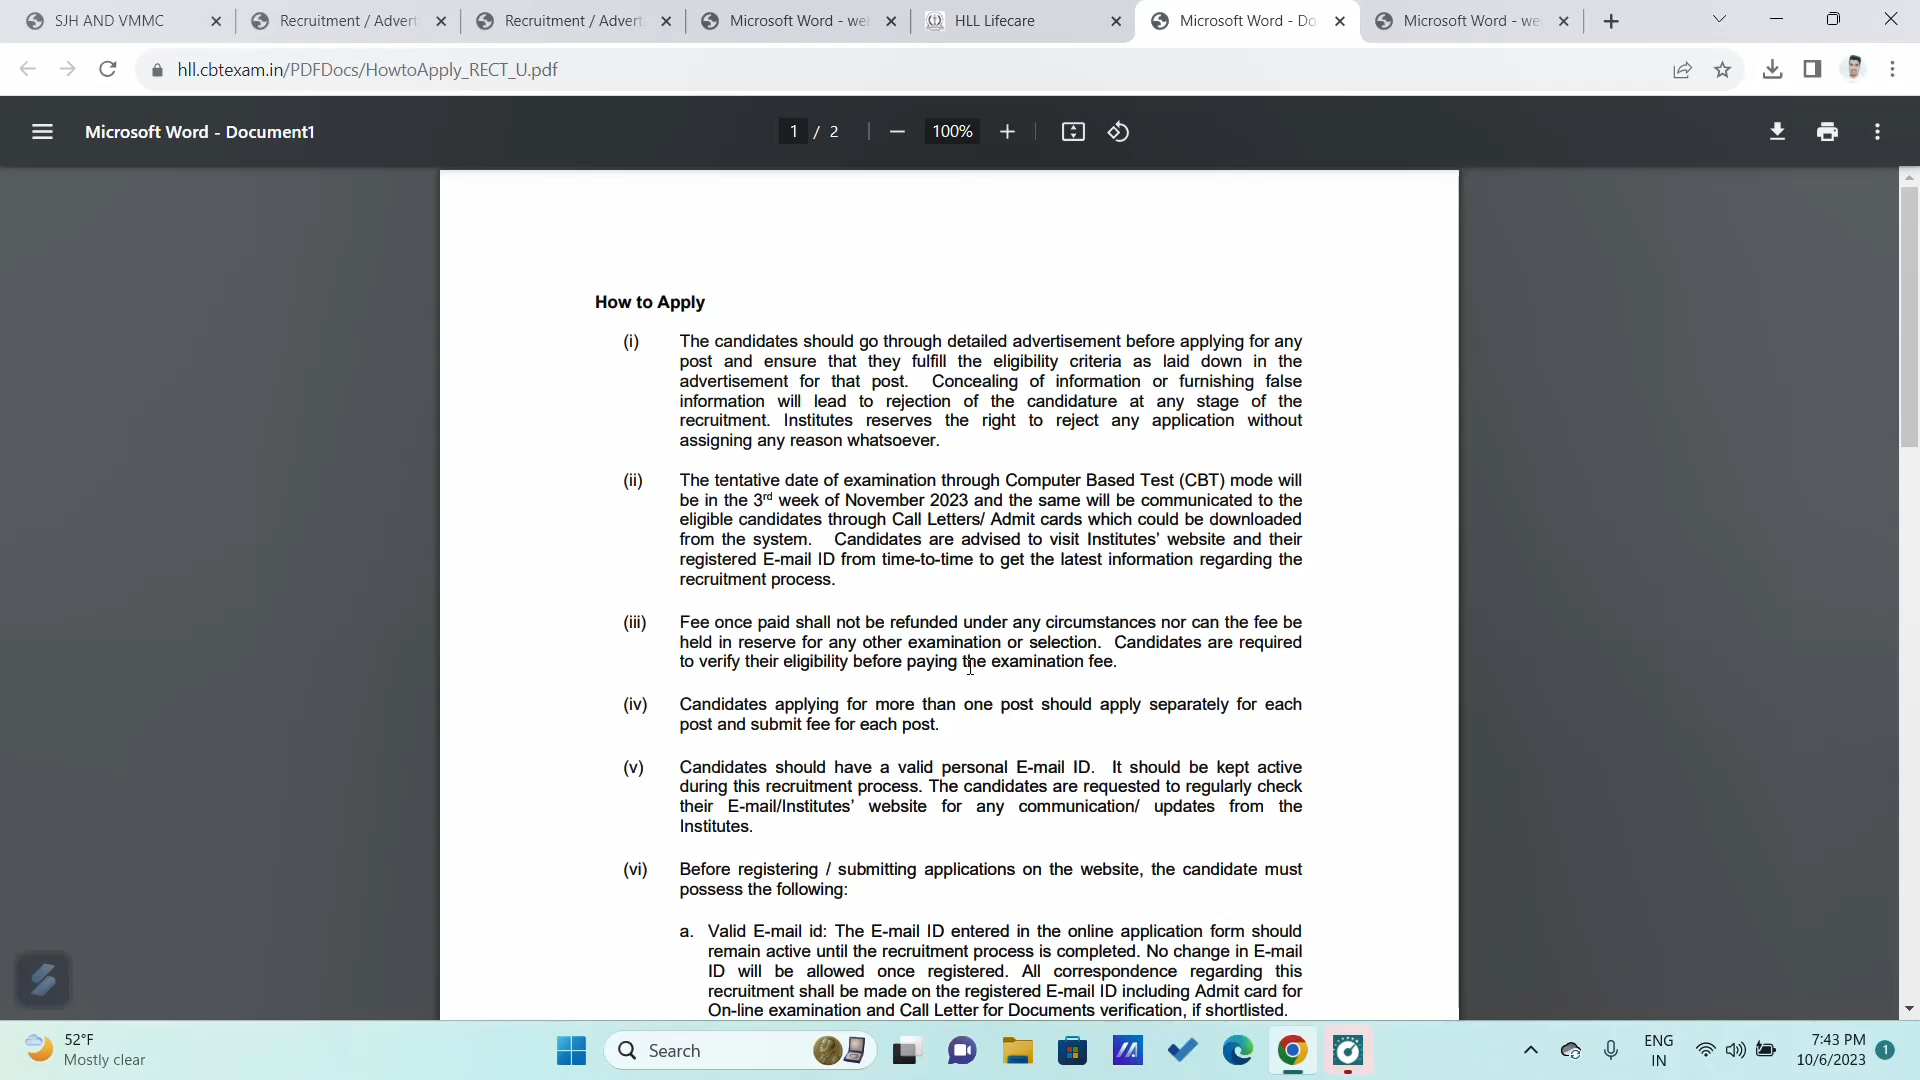 SJH AND VMMC
Recruitment / Advert
Recruitment / Advert
Microsoft Word - we
HLL Lifecare
Microsoft Word - Do
Microsoft Word - we
hll.cbtexam.in/PDFDocs/HowtoApply_RECT_U.pdf
Microsoft Word - Document1
1 / 2
100%
How to Apply
(i) The candidates should go through detailed advertisement before applying for any
post and ensure that they fulfill the eligibility criteria as laid down in the
advertisement for that post. Concealing of information or furnishing false
information will lead to rejection of the candidature at any stage of the
recruitment. Institutes reserves the right to reject any application without
assigning any reason whatsoever.
(ii) The tentative date of examination through Computer Based Test (CBT) mode will
be in the 3rd week of November 2023 and the same will be communicated to the
eligible candidates through Call Letters/ Admit cards which could be downloaded
from the system. Candidates are advised to visit Institutes' website and their
registered E-mail ID from time-to-time to get the latest information regarding the
recruitment process.
(iii) Fee once paid shall not be refunded under any circumstances nor can the fee be
held in reserve for any other examination or selection. Candidates are required
to verify their eligibility before paying the examination fee.
(iv) Candidates applying for more than one post should apply separately for each
post and submit fee for each post.
(v) Candidates should have a valid personal E-mail ID. It should be kept active
during this recruitment process. The candidates are requested to regularly check
their E-mail/Institutes' website for any communication/ updates from the
Institutes.
(vi) Before registering / submitting applications on the website, the candidate must
possess the following:
a. Valid E-mail id: The E-mail ID entered in the online application form should
remain active until the recruitment process is completed. No change in E-mail
ID will be allowed once registered. All correspondence regarding this
recruitment shall be made on the registered E-mail ID including Admit card for
On-line examination and Call Letter for Documents verification, if shortlisted.
52°F
Mostly clear
Search
ENG
IN
7:43 PM
10/6/2023
1